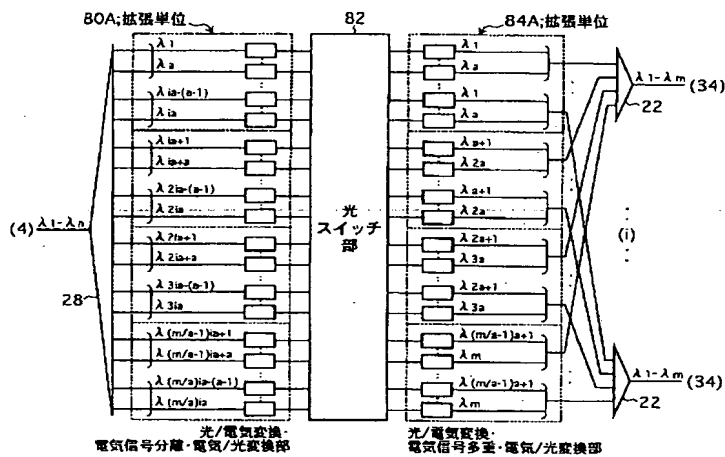 80A;拡張単位
82
84A;拡張単位
λ1
λa
λia-(a-1)
λia
λia+1
λia+a
λ2ia-(a-1)
λ2ia
λ2ia+1
λ2ia+a
λ3ia-(a-1)
λ3ia
λ(m/a-1)ia+1
λ(m/a-1)ia+a
λ(m/a)ia-(a-1)
λ(m/a)ia
(4)
λ1-λn
28
光
スイッチ
部
λ1
λa
λ1
λa
λa+1
λ2a
λa+1
λ2a
λ2a+1
λ3a
λ2a+1
λ3a
λ(m/a-1)a+1
λm
λ(m/a-1)a+1
λm
λ1-λm
(34)
22
(i)
λ1-λm
(34)
22
光/電気変換・
電気信号分離・電気/光変換部
光/電気変換・
電気信号多重・電気/光変換部